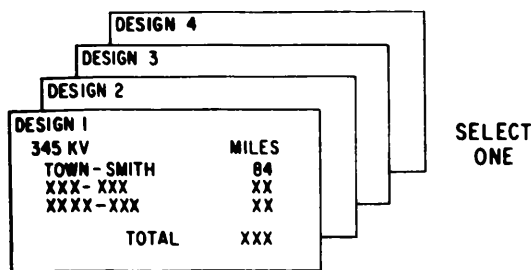 DESIGN 4
DESIGN 3
DESIGN 2
DESIGN 1
345 KV MILES
TOWN-SMITH 84
XXX-XXX XX
XXXX-XXX XX
TOTAL XXX
SELECT
ONE